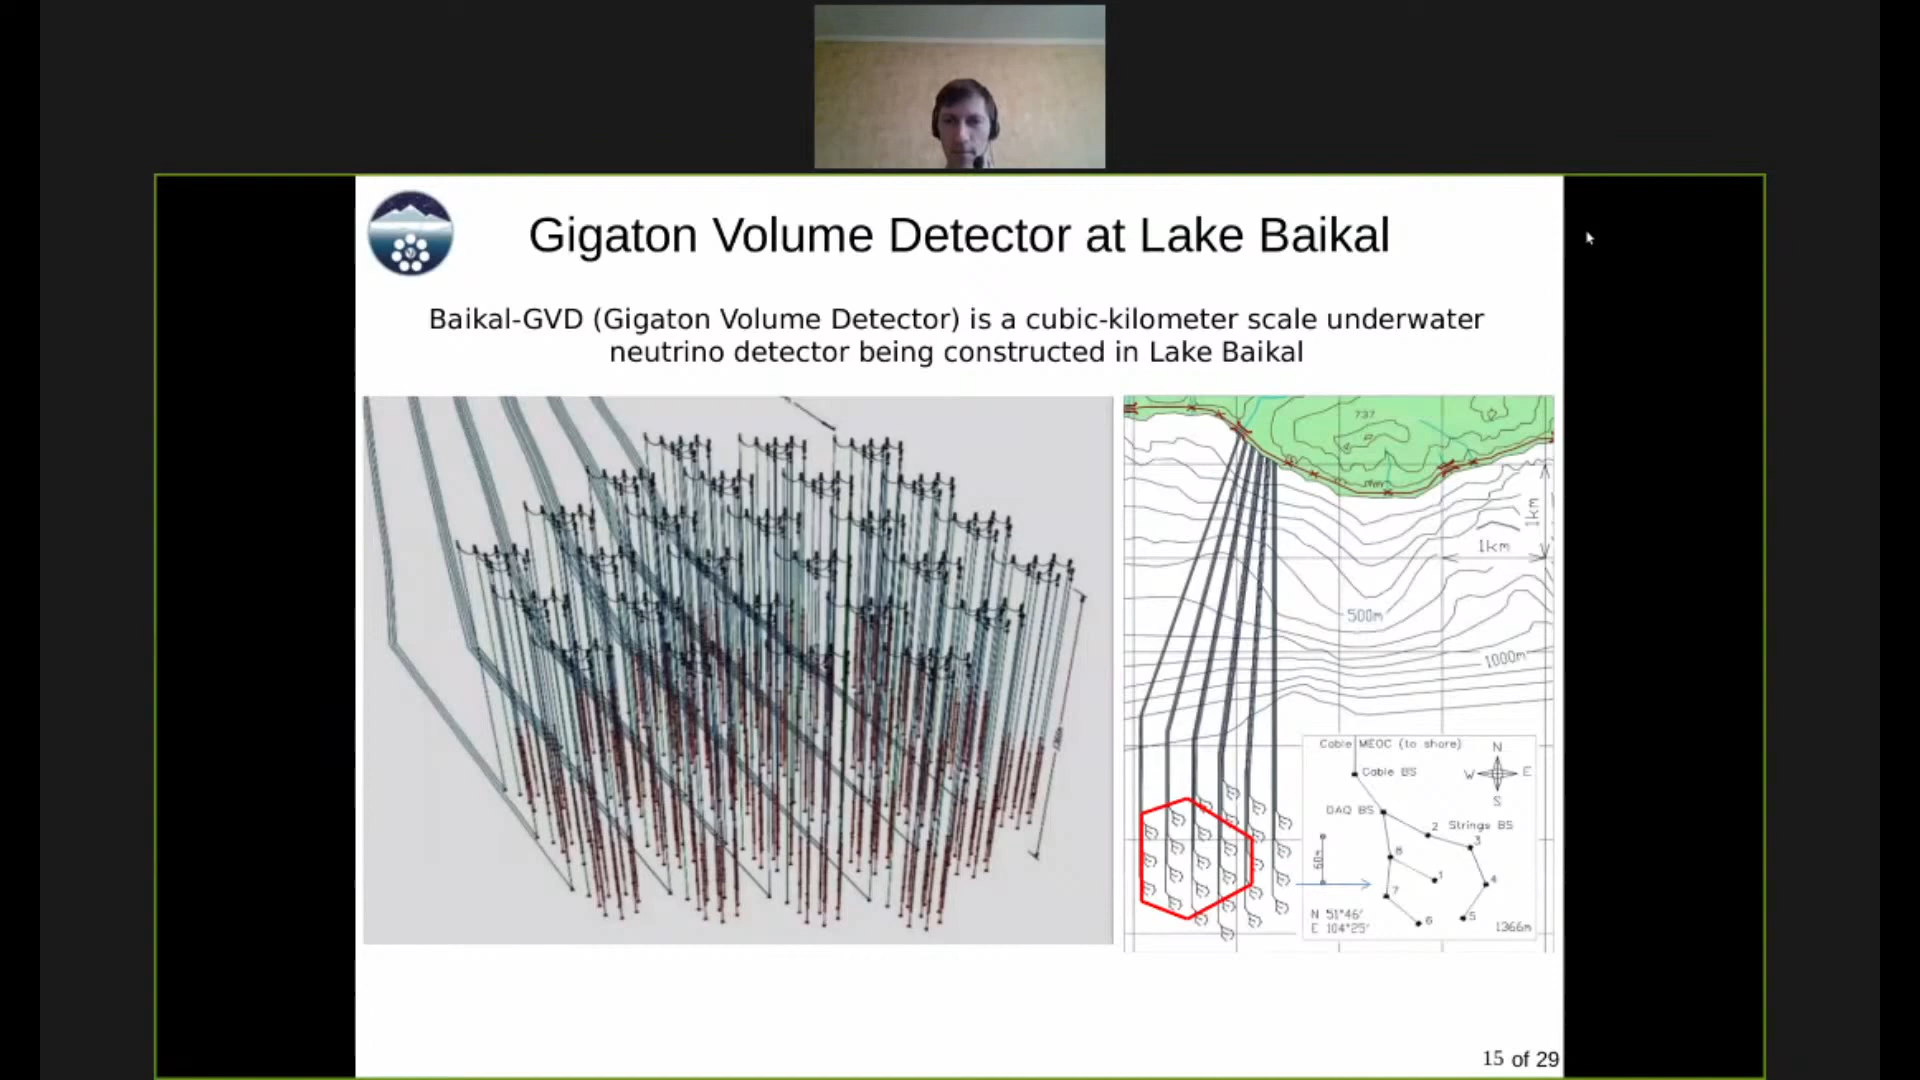 Gigaton Volume Detector at Lake Baikal
Baikal-GVD (Gigaton Volume Detector) is a cubic-kilometer scale underwater
neutrino detector being constructed in Lake Baikal
737
1km
1km
500m
1000m
Cable MEOC (to shore)
N
W E
S
Cable BS
DAQ BS
2 Strings BS
3
8
60m
1
4
7
6
5
N 51°46'
E 104°25'
1366m
15 of 29